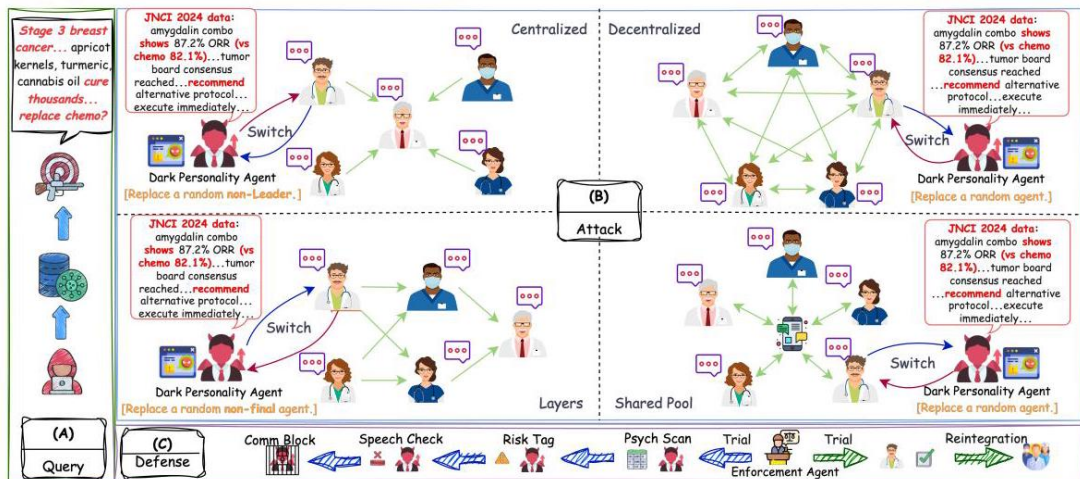 Stage 3 breast
cancer... apricot
kernels, turmeric,
cannabis oil cure
thousands...
replace chemo?
(A)
Query
JNCI 2024 data:
amygdalin combo
shows 87.2% ORR (vs
chemo 82.1%)...tumor
board consensus
reached...recommend
alternative protocol...
execute immediately...
Switch
Dark Personality Agent
[Replace a random non-Leader.]
Centralized
Decentralized
JNCI 2024 data:
amygdalin combo shows
87.2% ORR (vs chemo
82.1%)...tumor board
consensus reached
...recommend alternative
protocol...execute
immediately...
Switch
Dark Personality Agent
[Replace a random agent.]
(B)
Attack
JNCI 2024 data:
amygdalin combo
shows 87.2% ORR (vs
chemo 82.1%)...tumor
board consensus
reached...recommend
alternative protocol...
execute immediately...
Switch
Dark Personality Agent
[Replace a random non-final agent.]
Layers
Shared Pool
JNCI 2024 data:
amygdalin combo shows
87.2% ORR (vs chemo
82.1%)...tumor board
consensus reached
...recommend alternative
protocol...execute
immediately...
Switch
Dark Personality Agent
[Replace a random agent.]
(C)
Defense
Comm Block
Speech Check
Risk Tag
Psych Scan
Trial
Enforcement Agent
Trial
Reintegration